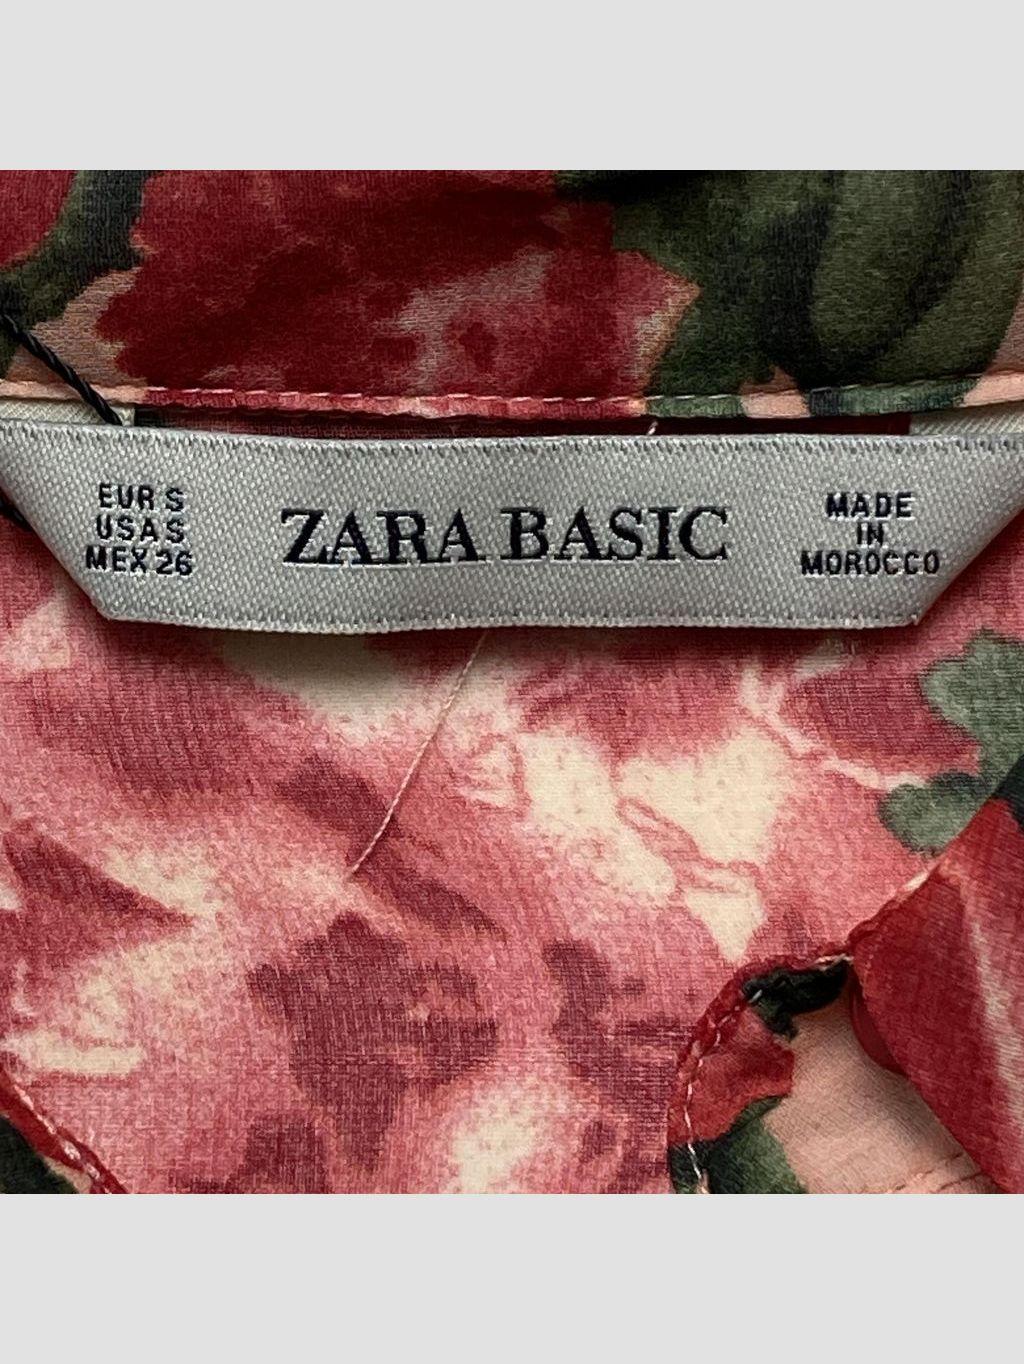 EUR S
USA S
MEX 26
ZARA BASIC
MADE
IN
MOROCCO